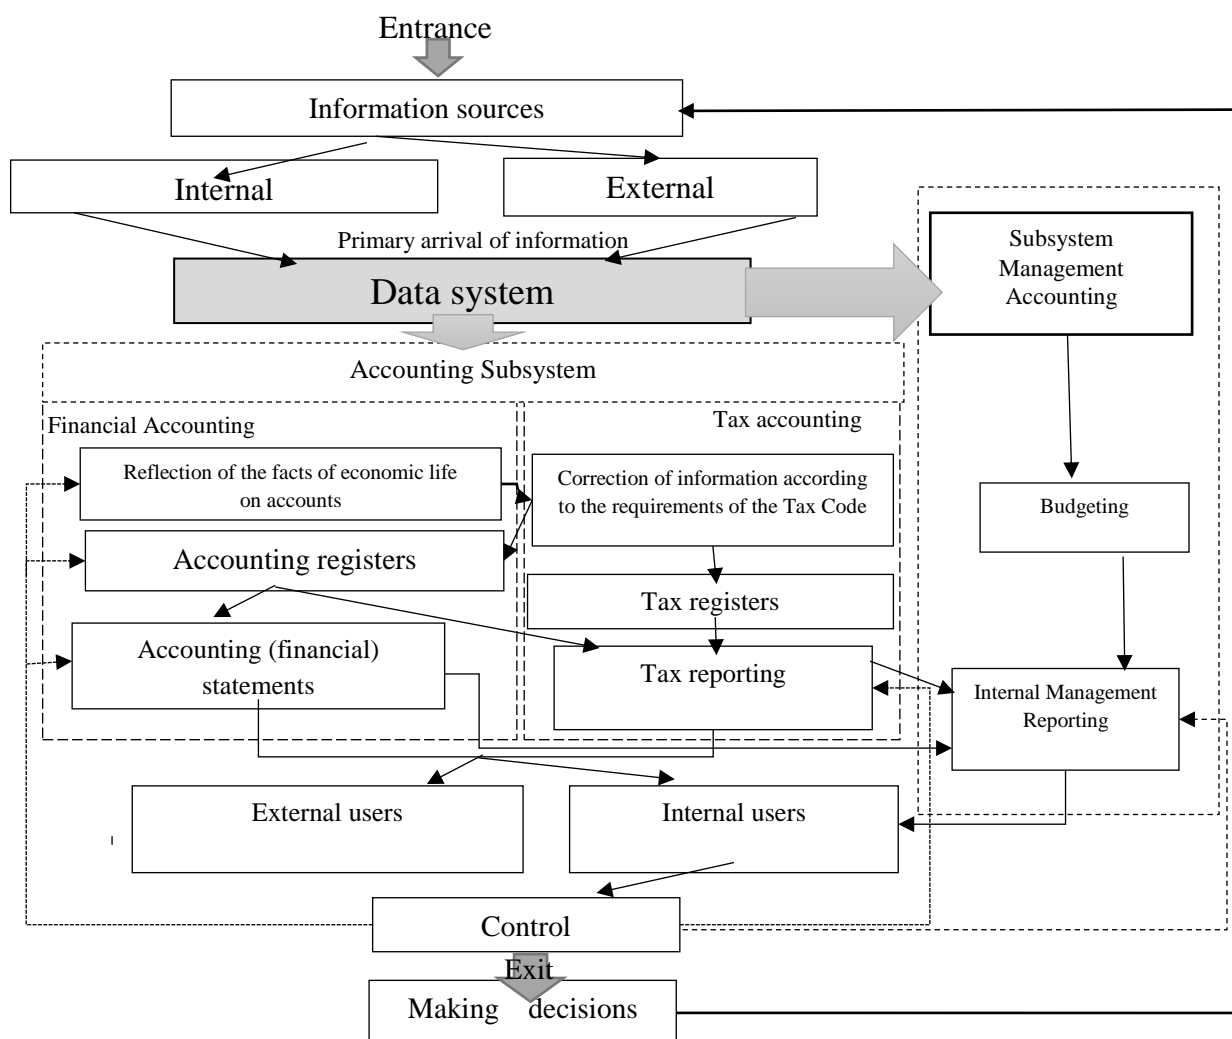 Entrance
Information sources
Internal
External
Primary arrival of information
Data system
Subsystem
Management
Accounting
Accounting Subsystem
Financial Accounting
Tax accounting
Reflection of the facts of economic life
on accounts
Correction of information according
to the requirements of the Tax Code
Budgeting
Accounting registers
Tax registers
Accounting (financial)
statements
Tax reporting
Internal Management
Reporting
External users
Internal users
Control
Exit
Making decisions